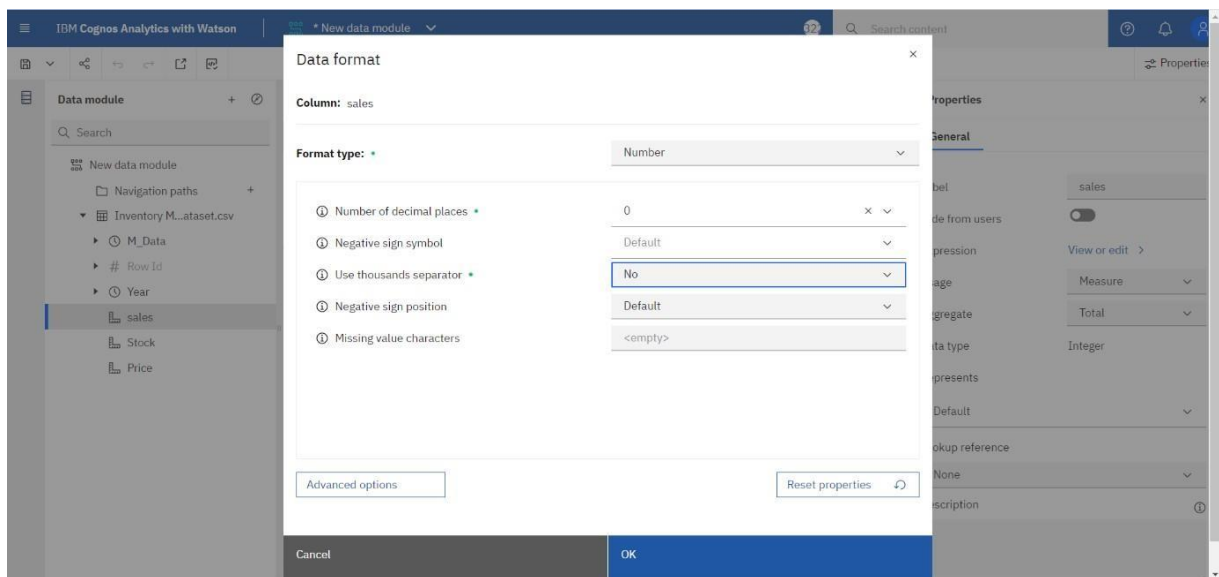 IBM Cognos Analytics with Watson
* New data module
Search content
Properties
Data module
Search
New data module
Navigation paths
Inventory M...ataset.csv
M_Data
# Row Id
Year
sales
Stock
Price
Data format
Column: sales
Format type:
Number
Number of decimal places
0
Negative sign symbol
Default
Use thousands separator
No
Negative sign position
Default
Missing value characters
<empty>
Advanced options
Reset properties
Cancel
OK
Properties
General
bel
sales
de from users
pression
View or edit
age
Measure
gregate
Total
ta type
Integer
presents
Default
okup reference
None
scription